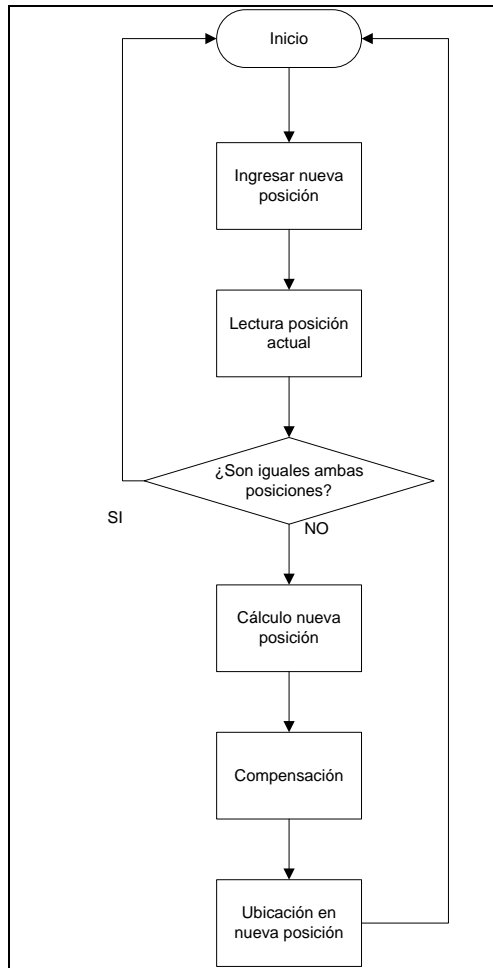 Inicio
Ingresar nueva
posición
Lectura posición
actual
¿Son iguales ambas
posiciones?
SI
NO
Cálculo nueva
posición
Compensación
Ubicación en
nueva posición